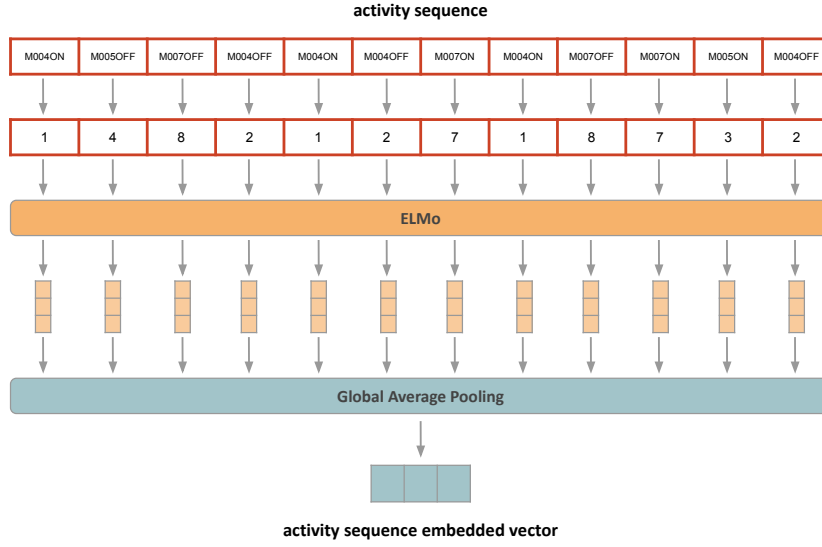 activity sequence
M004ON M005OFF M007OFF M004OFF M004ON M004OFF M007ON M004ON M007OFF M007ON M005ON M004OFF
1 4 8 2 1 2 7 1 8 7 3 2
ELMo
Global Average Pooling
activity sequence embedded vector